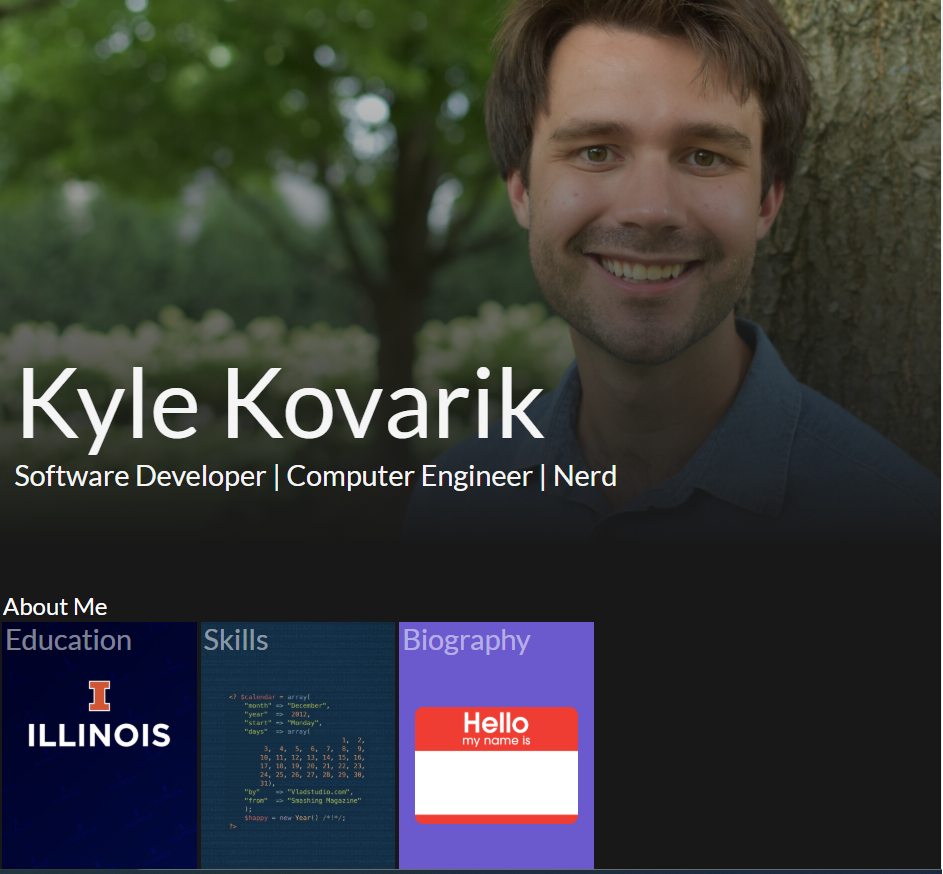 Kyle Kovarik
Software Developer | Computer Engineer | Nerd
About Me
Education
Skills
Biography
I
ILLINOIS
<? $calendar = array(
"month" => "December",
"year" => 2012,
"start" => "Monday",
"days" => array(
1, 2,
3, 4, 5, 6, 7, 8, 9,
10, 11, 12, 13, 14, 15, 16,
17, 18, 19, 20, 21, 22, 23,
24, 25, 26, 27, 28, 29, 30,
31),
"by" => "Vladstudio.com",
"from" => "Smashing Magazine"
);
$happy = new Year() /*!*/;
?>
Hello
my name is